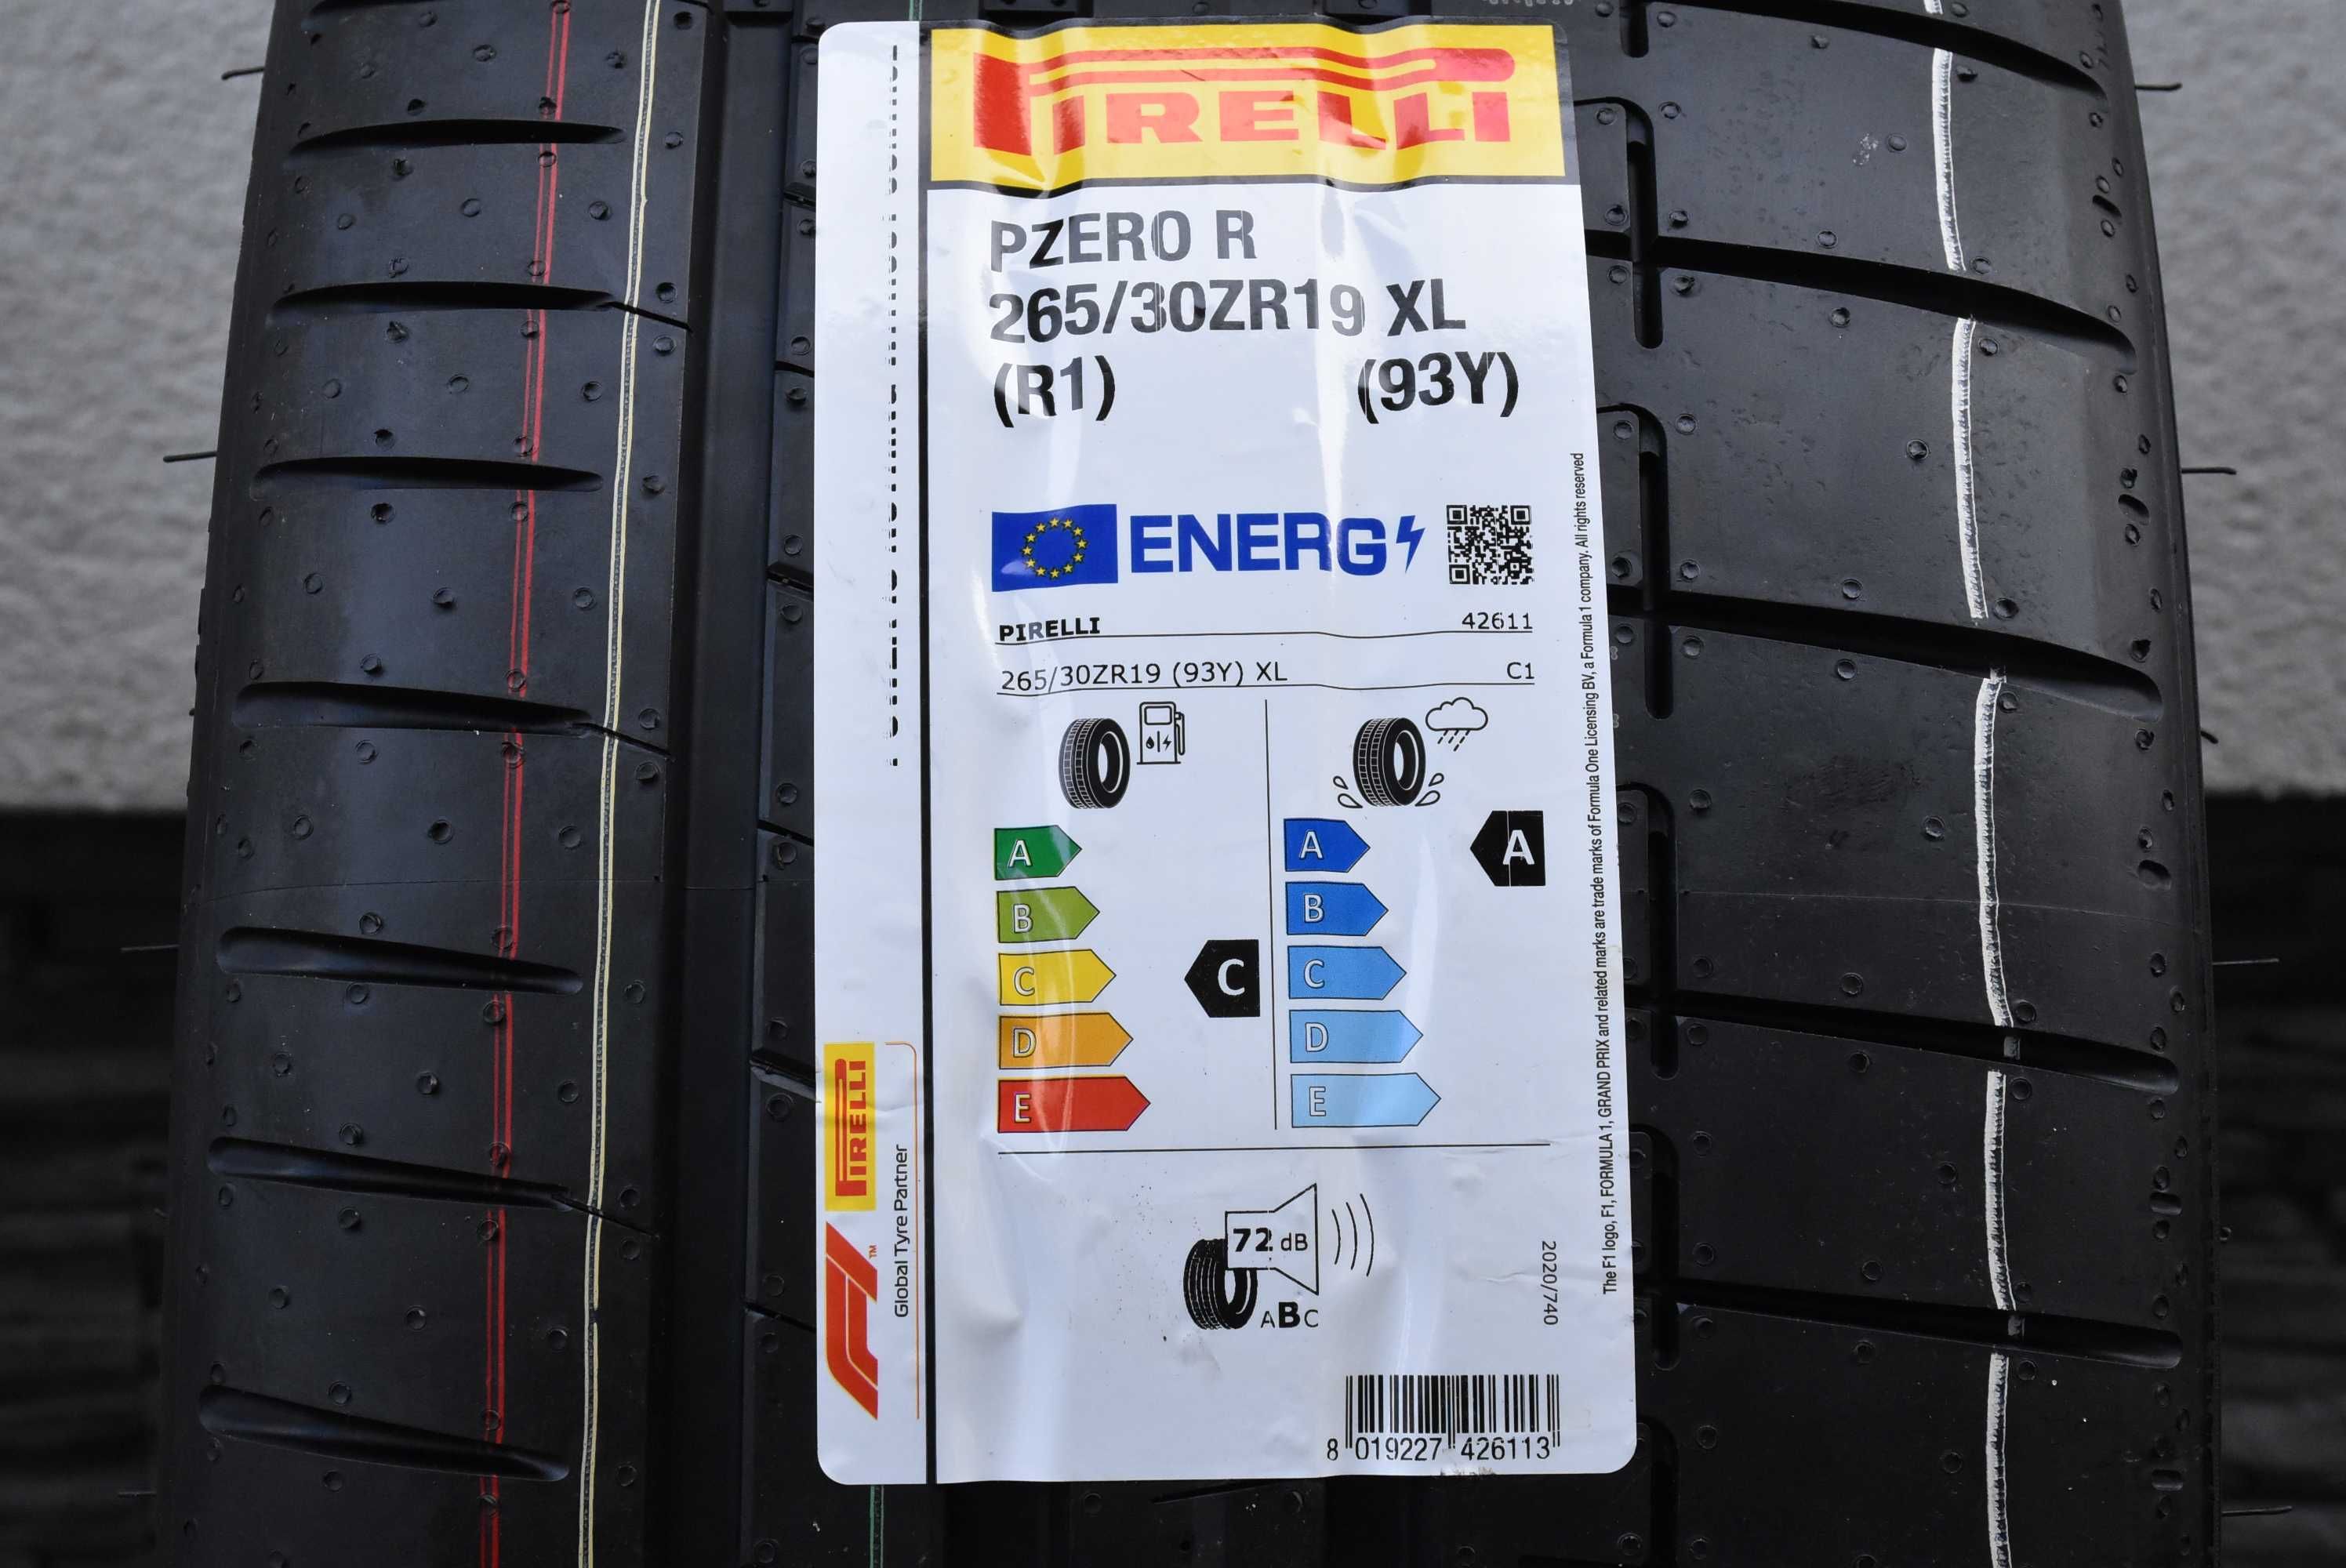 PIRELLI
PZERO R
265/30ZR19 XL
(R1) (93Y)
ENERG
PIRELLI 42611
265/30ZR19 (93Y) XL C1
A
B
C
D
E
C
A
B
C
D
E
A
72 dB
ABC
2020/740
8 019227 426113
The F1 logo, F1, FORMULA 1, GRAND PRIX and related marks are trade marks of Formula One Licensing BV, a Formula 1 company. All rights reserved
PIRELLI
F1™
Global Tyre Partner